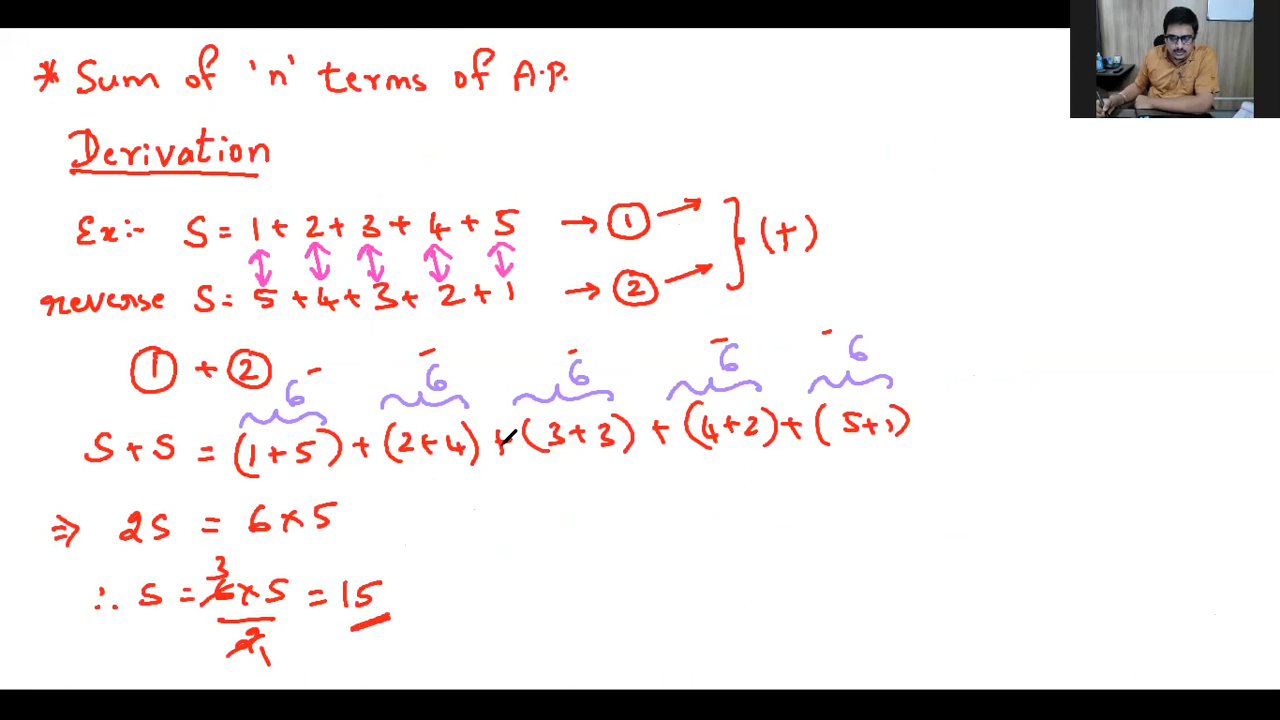 * Sum of 'n' terms of A.P.
Derivation
Ex:- S = 1 + 2 + 3 + 4 + 5 → ① → } (+)
reverse S = 5 + 4 + 3 + 2 + 1 → ② →
① + ②
6 6 6 6 6
S + S = (1+5) + (2+4) + (3+3) + (4+2) + (5+1)
⇒ 2S = 6×5
3
∴ S = 6×5 = 15
2 1